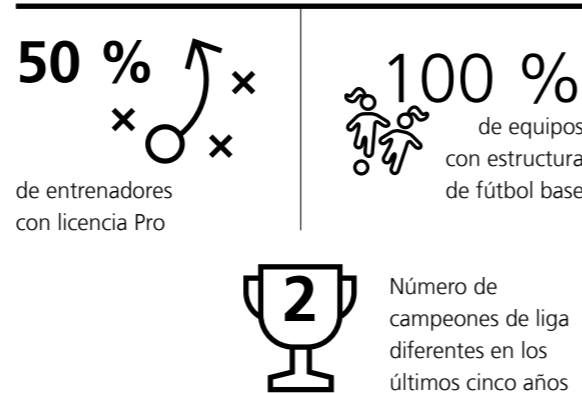 50 %
de entrenadores
con licencia Pro
100 %
de equipos
con estructura
de fútbol base
2
Número de
campeones de liga
diferentes en los
últimos cinco años